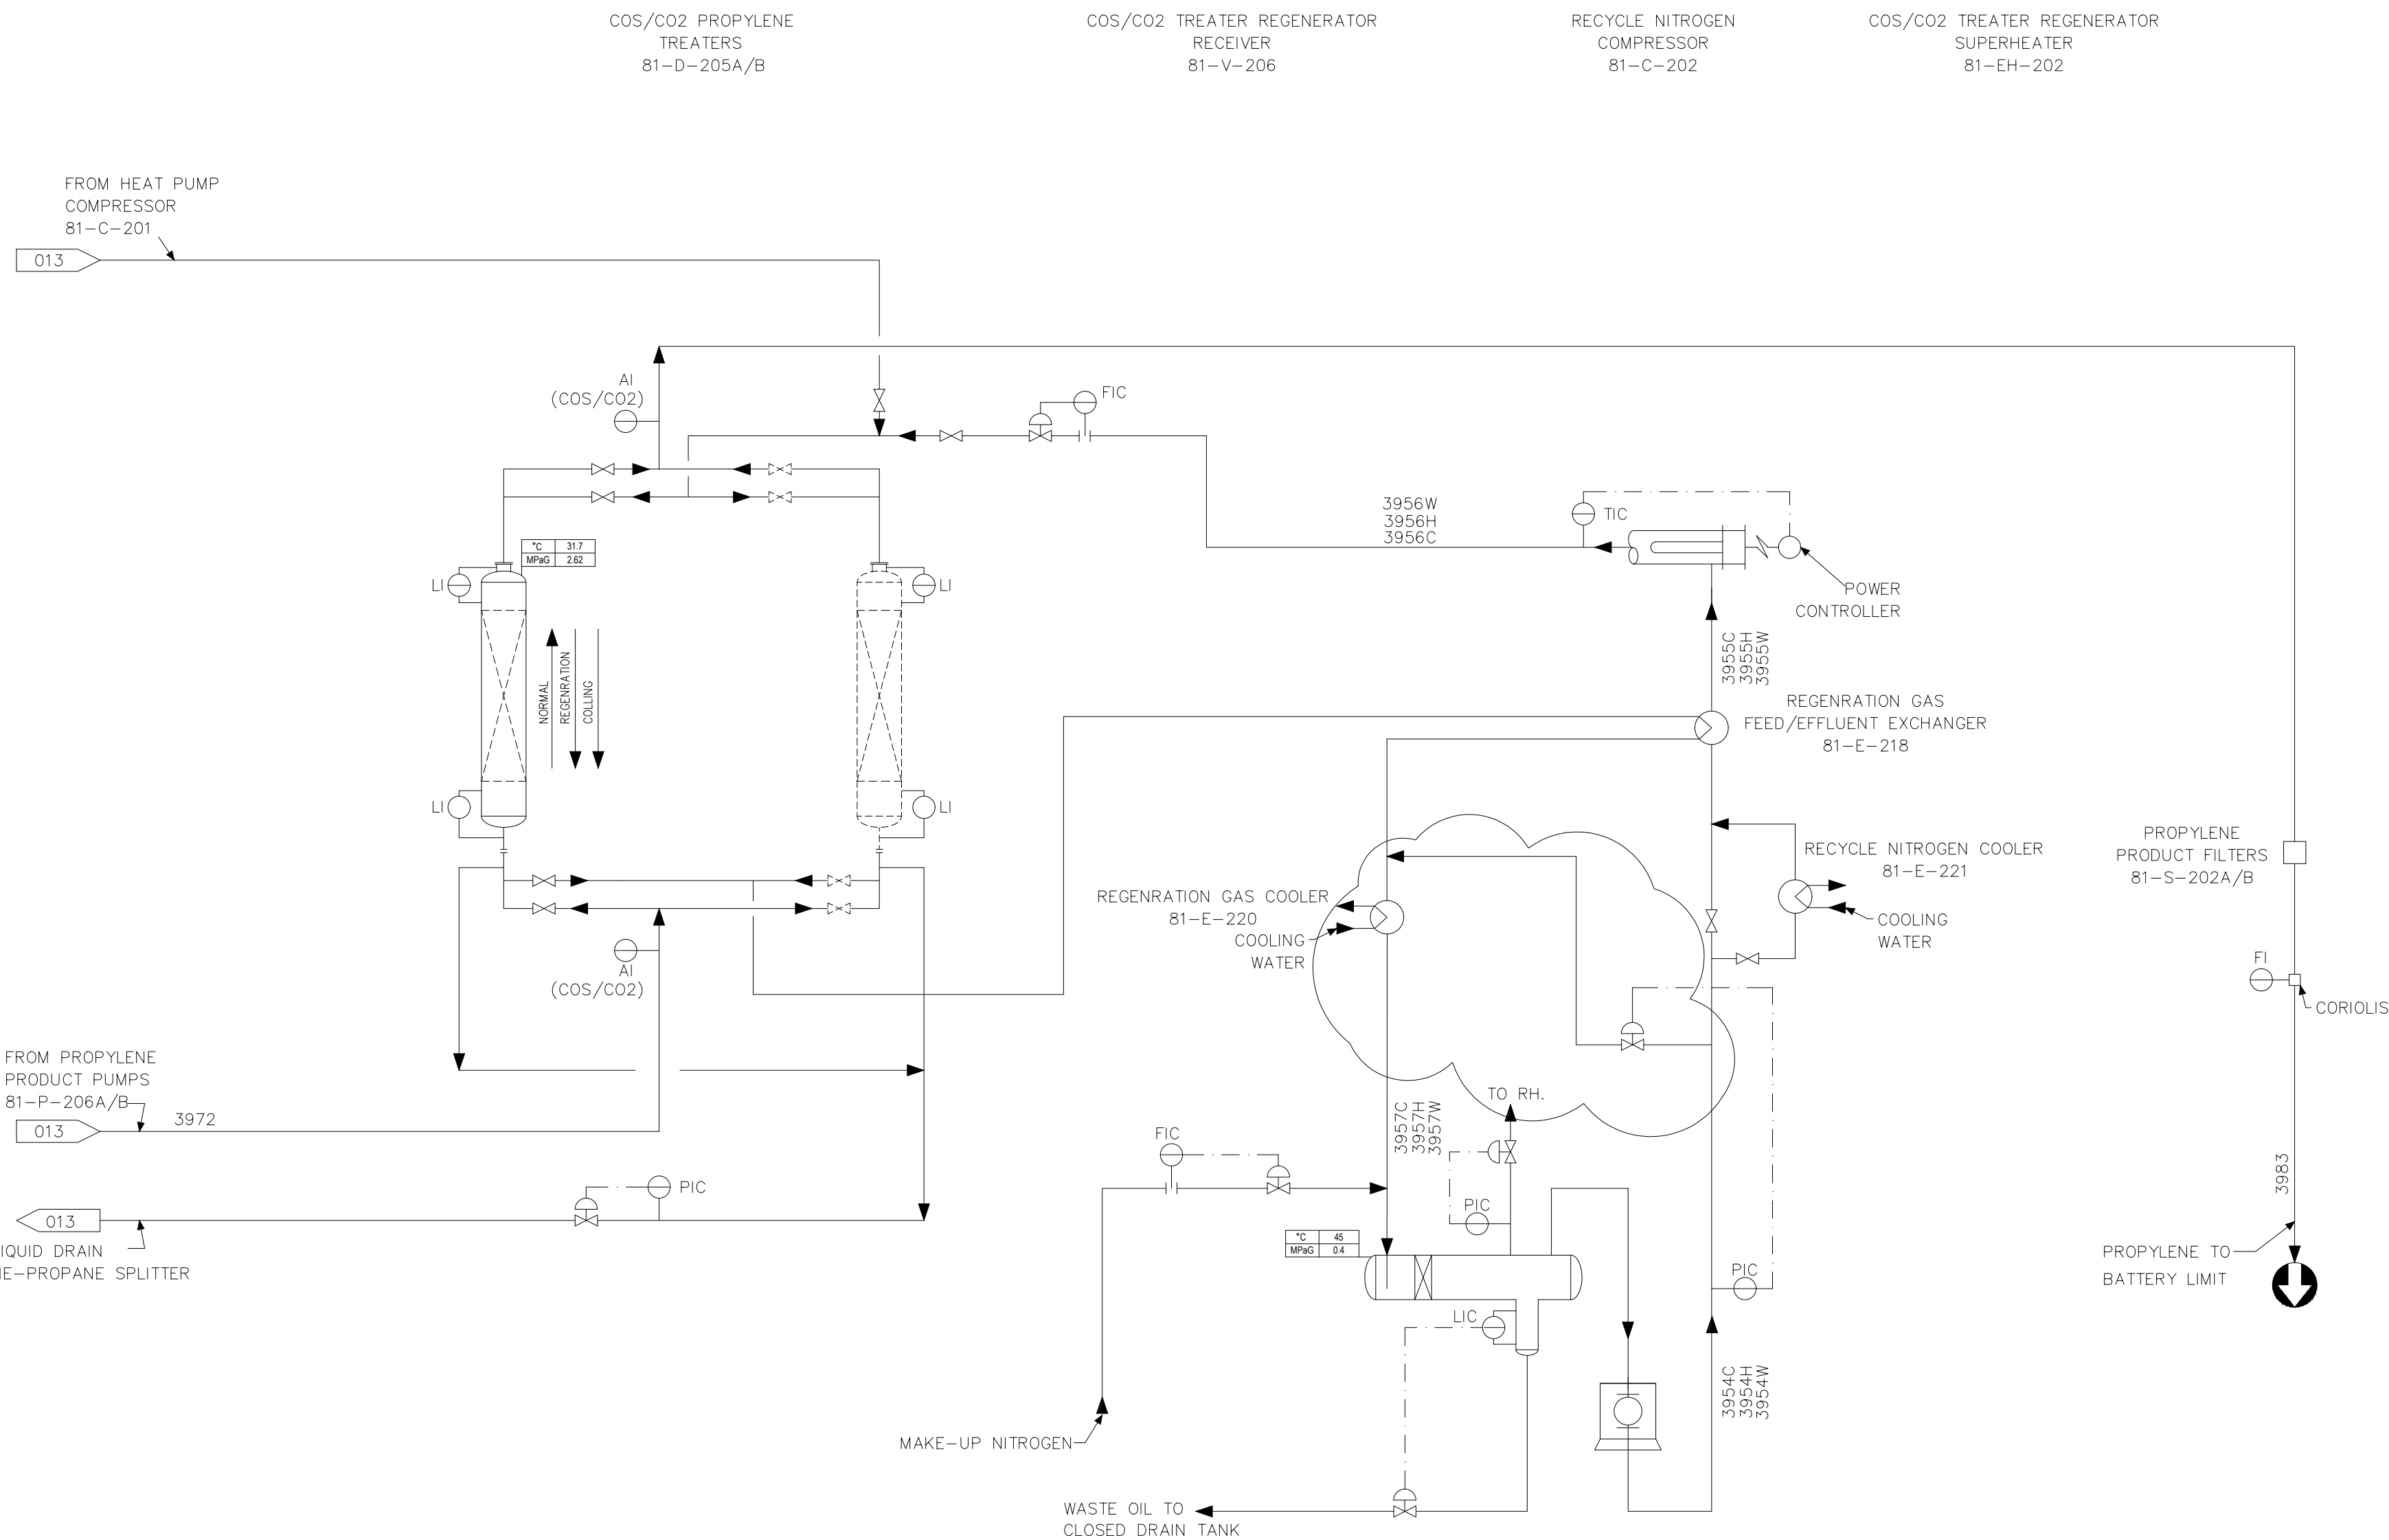 COS/CO2 PROPYLENE
TREATERS
81-D-205A/B
COS/CO2 TREATER REGENERATOR
RECEIVER
81-V-206
RECYCLE NITROGEN
COMPRESSOR
81-C-202
COS/CO2 TREATER REGENERATOR
SUPERHEATER
81-EH-202
FROM HEAT PUMP
COMPRESSOR
81-C-201
013
AI
(COS/CO2)
FIC
3956W
3956H
3956C
TIC
POWER
CONTROLLER
°C 31.7
MPaG 2.62
LI
LI
NORMAL
REGENRATION
COLLING
3955C
3955H
3955W
REGENRATION GAS
FEED/EFFLUENT EXCHANGER
81-E-218
LI
LI
PROPYLENE
PRODUCT FILTERS
81-S-202A/B
RECYCLE NITROGEN COOLER
81-E-221
COOLING
WATER
REGENRATION GAS COOLER
81-E-220
COOLING
WATER
AI
(COS/CO2)
FI
CORIOLIS
FROM PROPYLENE
PRODUCT PUMPS
81-P-206A/B
013
3972
TO RH.
3957C
3957H
3957W
FIC
PIC
PIC
3983
013
IQUID DRAIN
IE-PROPANE SPLITTER
°C 45
MPaG 0.4
PIC
PROPYLENE TO
BATTERY LIMIT
LIC
3954C
3954H
3954W
MAKE-UP NITROGEN
WASTE OIL TO
CLOSED DRAIN TANK